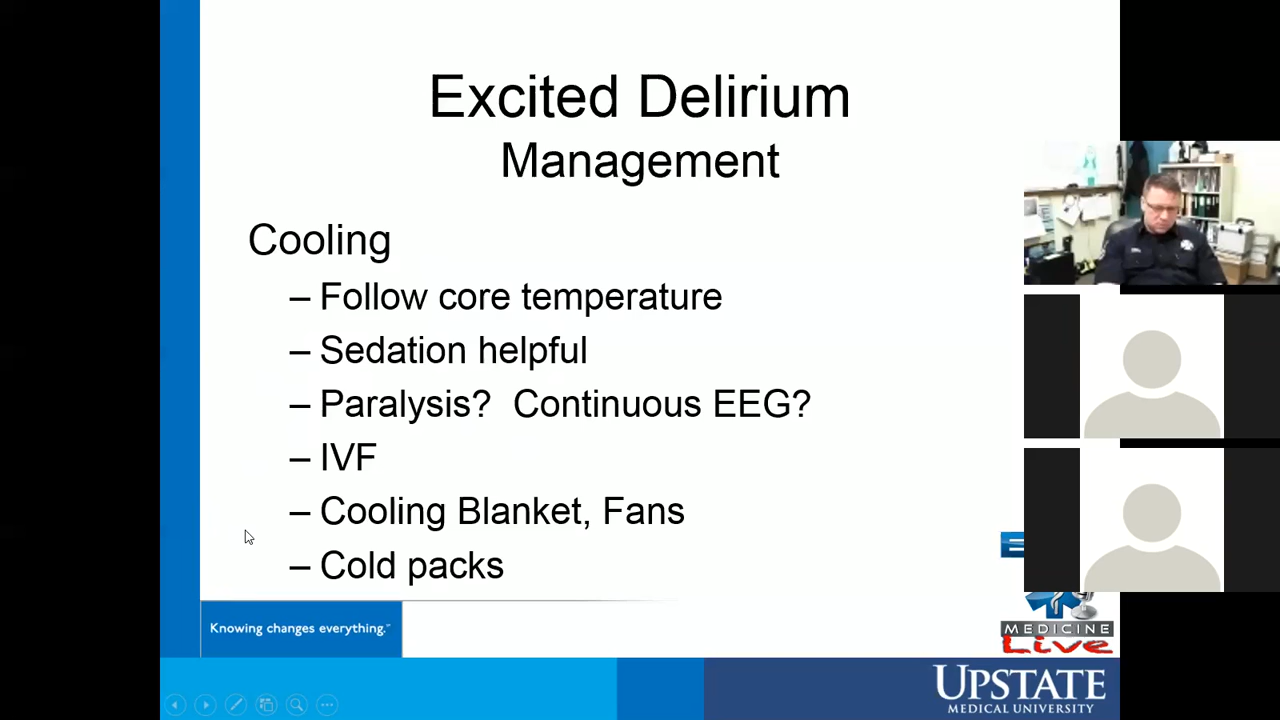 Excited Delirium
Management
Cooling
– Follow core temperature
– Sedation helpful
– Paralysis?  Continuous EEG?
– IVF
– Cooling Blanket, Fans
– Cold packs
Knowing changes everything.™
MEDICINE
Live
UPSTATE
MEDICAL UNIVERSITY